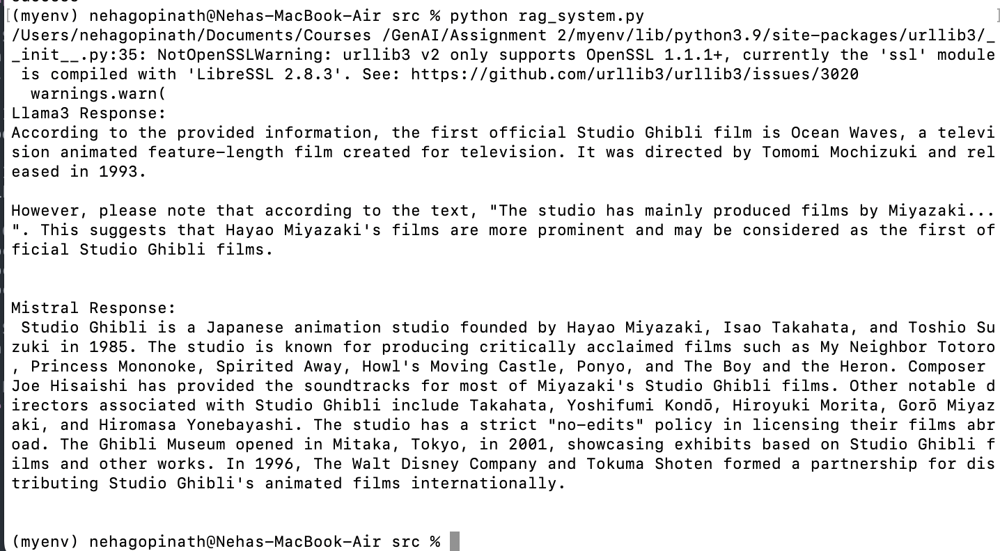 [(myenv) nehagopinath@Nehas-MacBook-Air src % python rag_system.py ]
/Users/nehagopinath/Documents/Courses /GenAI/Assignment 2/myenv/lib/python3.9/site-packages/urllib3/_
_init__.py:35: NotOpenSSLWarning: urllib3 v2 only supports OpenSSL 1.1.1+, currently the 'ssl' module
 is compiled with 'LibreSSL 2.8.3'. See: https://github.com/urllib3/urllib3/issues/3020
  warnings.warn(
Llama3 Response:
According to the provided information, the first official Studio Ghibli film is Ocean Waves, a televi
sion animated feature-length film created for television. It was directed by Tomomi Mochizuki and rel
eased in 1993.

However, please note that according to the text, "The studio has mainly produced films by Miyazaki...
". This suggests that Hayao Miyazaki's films are more prominent and may be considered as the first of
ficial Studio Ghibli films.

Mistral Response:
 Studio Ghibli is a Japanese animation studio founded by Hayao Miyazaki, Isao Takahata, and Toshio Su
zuki in 1985. The studio is known for producing critically acclaimed films such as My Neighbor Totoro
, Princess Mononoke, Spirited Away, Howl's Moving Castle, Ponyo, and The Boy and the Heron. Composer
Joe Hisaishi has provided the soundtracks for most of Miyazaki's Studio Ghibli films. Other notable d
irectors associated with Studio Ghibli include Takahata, Yoshifumi Kondō, Hiroyuki Morita, Gorō Miyaz
aki, and Hiromasa Yonebayashi. The studio has a strict "no-edits" policy in licensing their films abr
oad. The Ghibli Museum opened in Mitaka, Tokyo, in 2001, showcasing exhibits based on Studio Ghibli f
ilms and other works. In 1996, The Walt Disney Company and Tokuma Shoten formed a partnership for dis
tributing Studio Ghibli's animated films internationally.

(myenv) nehagopinath@Nehas-MacBook-Air src %